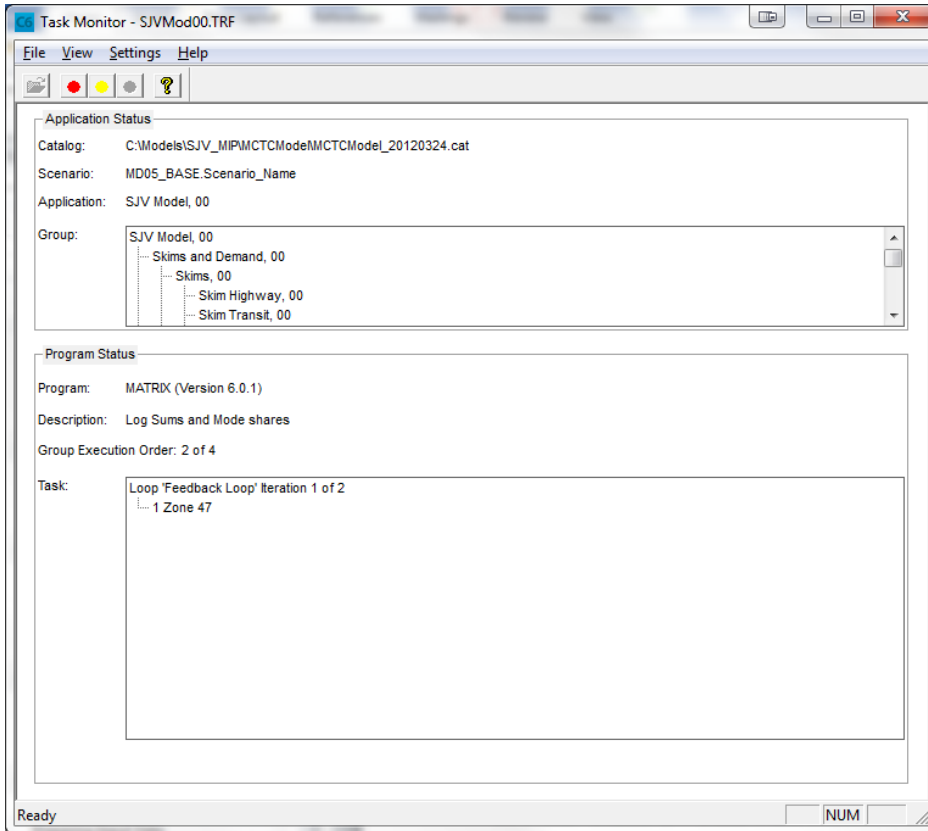 C6 Task Monitor - SJVMod00.TRF
File View Settings Help
Application Status
Catalog: C:\Models\SJV_MIP\MCTCModel\MCTCModel_20120324.cat
Scenario: MD05_BASE.Scenario_Name
Application: SJV Model, 00
Group: SJV Model, 00
Skims and Demand, 00
Skims, 00
Skim Highway, 00
Skim Transit, 00
Program Status
Program: MATRIX (Version 6.0.1)
Description: Log Sums and Mode shares
Group Execution Order: 2 of 4
Task: Loop 'Feedback Loop' Iteration 1 of 2
1 Zone 47
Ready NUM